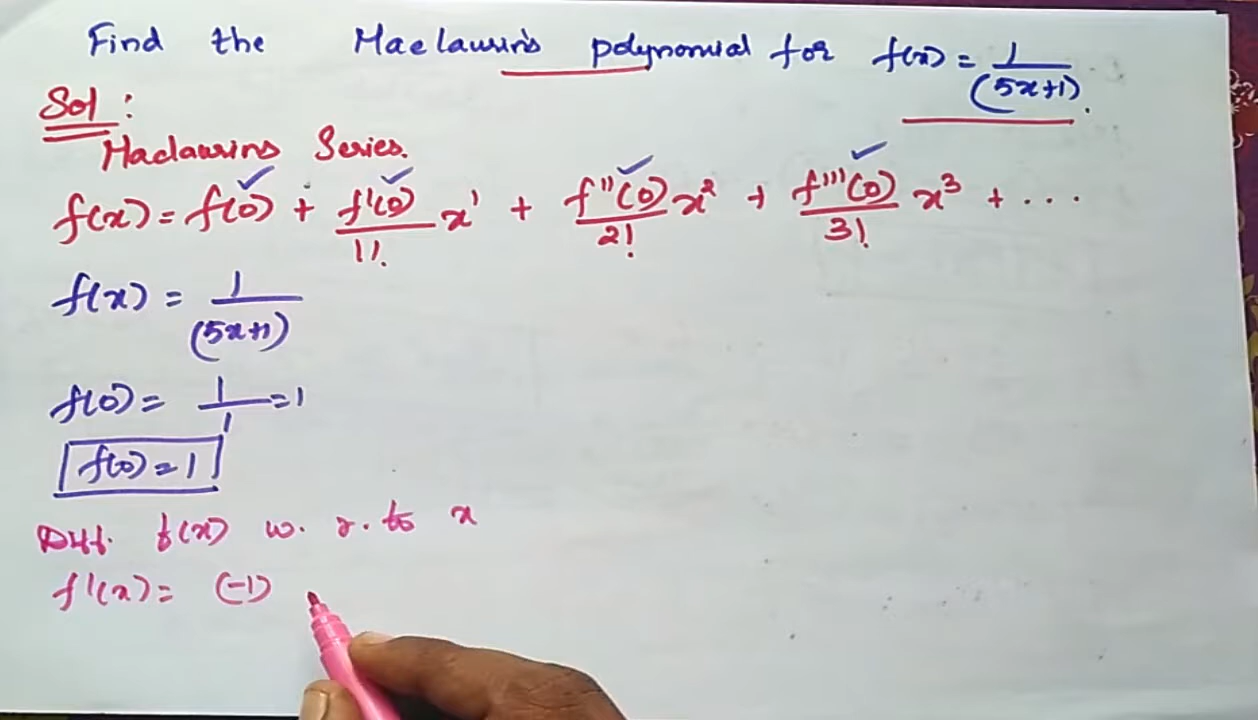 Find the Maclaurin's polynomial for f(x) = 1/(5x+1).
Sol :
Maclaurins Series.
f(x) = f(0) + f'(0)/1! x¹ + f''(0)/2! x² + f'''(0)/3! x³ + ...
f(x) = 1/(5x+1)
f(0) = 1/1 = 1
f(0) = 1
Diff. f(x) w. r. to x
f'(x) = (-1)